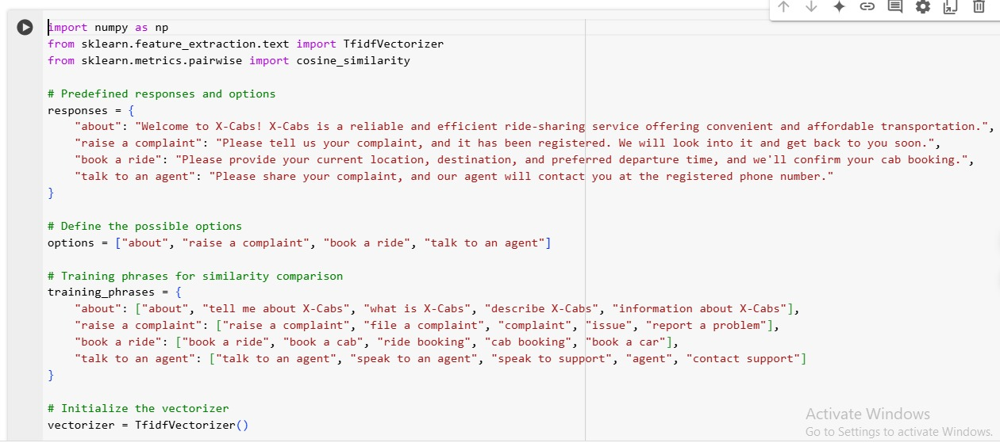 import numpy as np
from sklearn.feature_extraction.text import TfidfVectorizer
from sklearn.metrics.pairwise import cosine_similarity

# Predefined responses and options
responses = {
    "about": "Welcome to X-Cabs! X-Cabs is a reliable and efficient ride-sharing service offering convenient and affordable transportation.",
    "raise a complaint": "Please tell us your complaint, and it has been registered. We will look into it and get back to you soon.",
    "book a ride": "Please provide your current location, destination, and preferred departure time, and we'll confirm your cab booking.",
    "talk to an agent": "Please share your complaint, and our agent will contact you at the registered phone number."
}

# Define the possible options
options = ["about", "raise a complaint", "book a ride", "talk to an agent"]

# Training phrases for similarity comparison
training_phrases = {
    "about": ["about", "tell me about X-Cabs", "what is X-Cabs", "describe X-Cabs", "information about X-Cabs"],
    "raise a complaint": ["raise a complaint", "file a complaint", "complaint", "issue", "report a problem"],
    "book a ride": ["book a ride", "book a cab", "ride booking", "cab booking", "book a car"],
    "talk to an agent": ["talk to an agent", "speak to an agent", "speak to support", "agent", "contact support"]
}

# Initialize the vectorizer
vectorizer = TfidfVectorizer()
Activate Windows
Go to Settings to activate Windows.